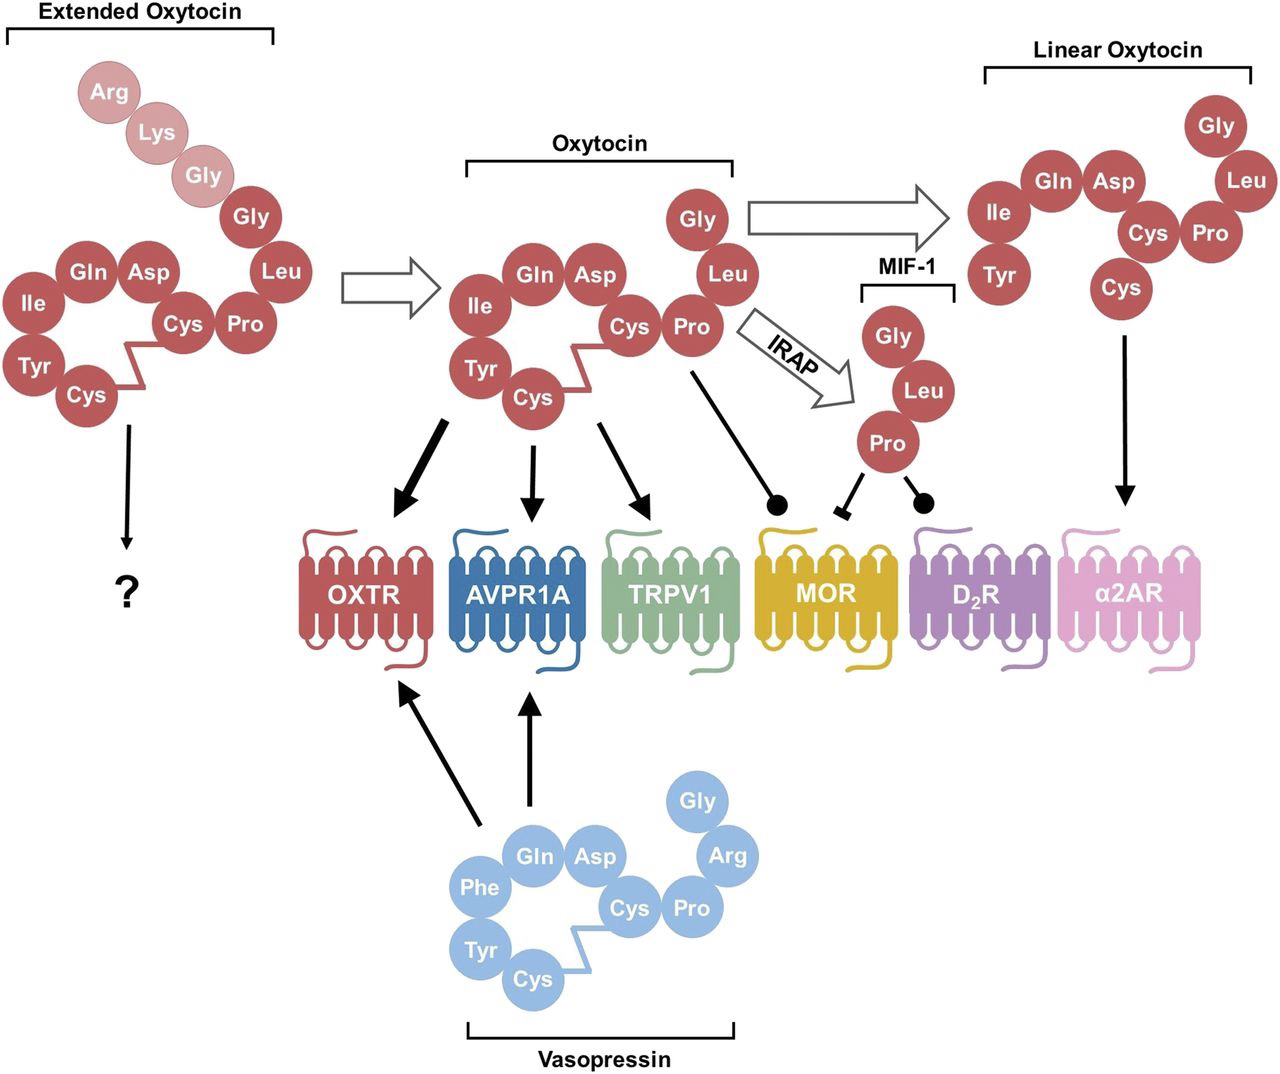 Extended Oxytocin
Arg
Lys
Gly
Gly
Leu
Pro
Cys
Asp
Gln
Ile
Tyr
Cys
?
Oxytocin
Gly
Leu
Pro
Cys
Asp
Gln
Ile
Tyr
Cys
IRAP
MIF-1
Gly
Leu
Pro
Linear Oxytocin
Gly
Leu
Pro
Cys
Asp
Gln
Ile
Tyr
Cys
OXTR
AVPR1A
TRPV1
MOR
D₂R
α2AR
Gly
Arg
Pro
Cys
Asp
Gln
Phe
Tyr
Cys
Vasopressin